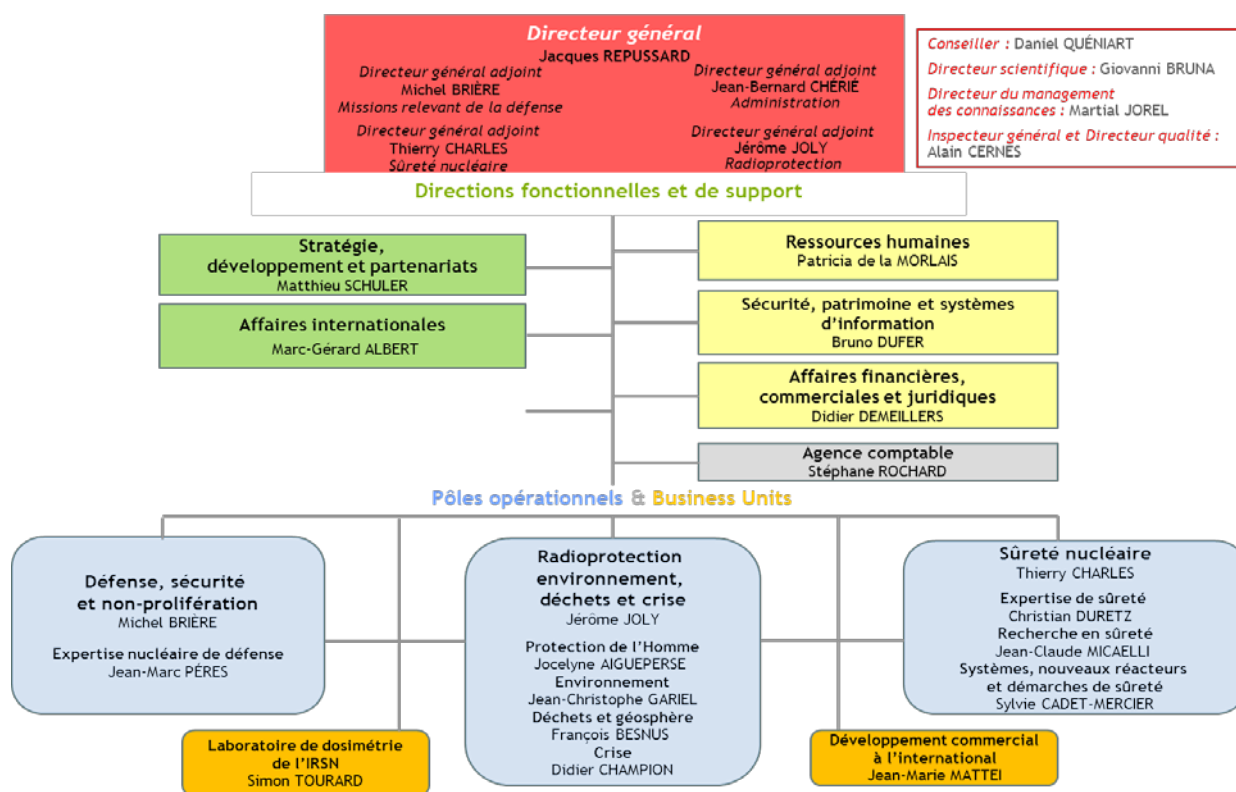 Directeur général
Jacques REPUSSARD
Directeur général adjoint
Michel BRIÈRE
Missions relevant de la défense
Directeur général adjoint
Jean-Bernard CHÉRIÉ
Administration
Directeur général adjoint
Thierry CHARLES
Sûreté nucléaire
Directeur général adjoint
Jérôme JOLY
Radioprotection
Conseiller : Daniel QUÉNIART
Directeur scientifique : Giovanni BRUNA
Directeur du management
des connaissances : Martial JOREL
Inspecteur général et Directeur qualité :
Alain CERNES
Directions fonctionnelles et de support
Stratégie,
développement et partenariats
Matthieu SCHULER
Affaires internationales
Marc-Gérard ALBERT
Ressources humaines
Patricia de la MORLAIS
Sécurité, patrimoine et systèmes
d’information
Bruno DUFER
Affaires financières,
commerciales et juridiques
Didier DEMEILLERS
Agence comptable
Stéphane ROCHARD
Pôles opérationnels & Business Units
Défense, sécurité
et non-prolifération
Michel BRIÈRE
Expertise nucléaire de défense
Jean-Marc PÉRES
Radioprotection
environnement,
déchets et crise
Jérôme JOLY
Protection de l’Homme
Jocelyne AIGUEPERSE
Environnement
Jean-Christophe GARIEL
Déchets et géosphère
François BESNUS
Crise
Didier CHAMPION
Sûreté nucléaire
Thierry CHARLES
Expertise de sûreté
Christian DURETZ
Recherche en sûreté
Jean-Claude MICAELLI
Systèmes, nouveaux réacteurs
et démarches de sûreté
Sylvie CADET-MERCIER
Laboratoire de dosimétrie
de l’IRSN
Simon TOURARD
Développement commercial
à l’international
Jean-Marie MATTEI